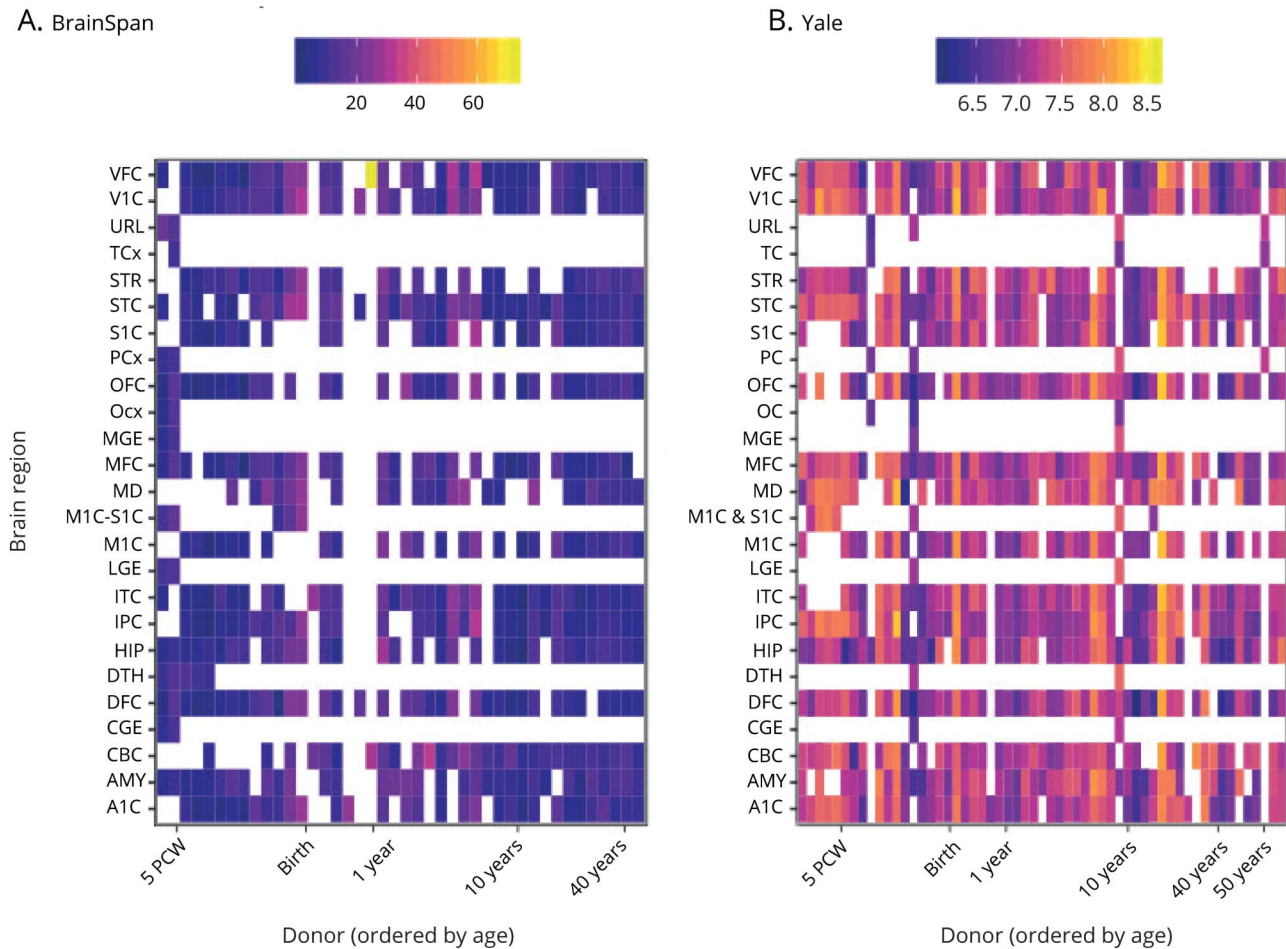 A. BrainSpan
20 40 60
VFC
V1C
URL
TCx
STR
STC
S1C
PCx
OFC
Ocx
MGE
MFC
MD
M1C-S1C
M1C
LGE
ITC
IPC
HIP
DTH
DFC
CGE
CBC
AMY
A1C
Brain region
5 PCW
Birth
1 year
10 years
40 years
Donor (ordered by age)
B. Yale
6.5 7.0 7.5 8.0 8.5
VFC
V1C
URL
TC
STR
STC
S1C
PC
OFC
OC
MGE
MFC
MD
M1C & S1C
M1C
LGE
ITC
IPC
HIP
DTH
DFC
CGE
CBC
AMY
A1C
5 PCW
Birth
1 year
10 years
40 years
50 years
Donor (ordered by age)